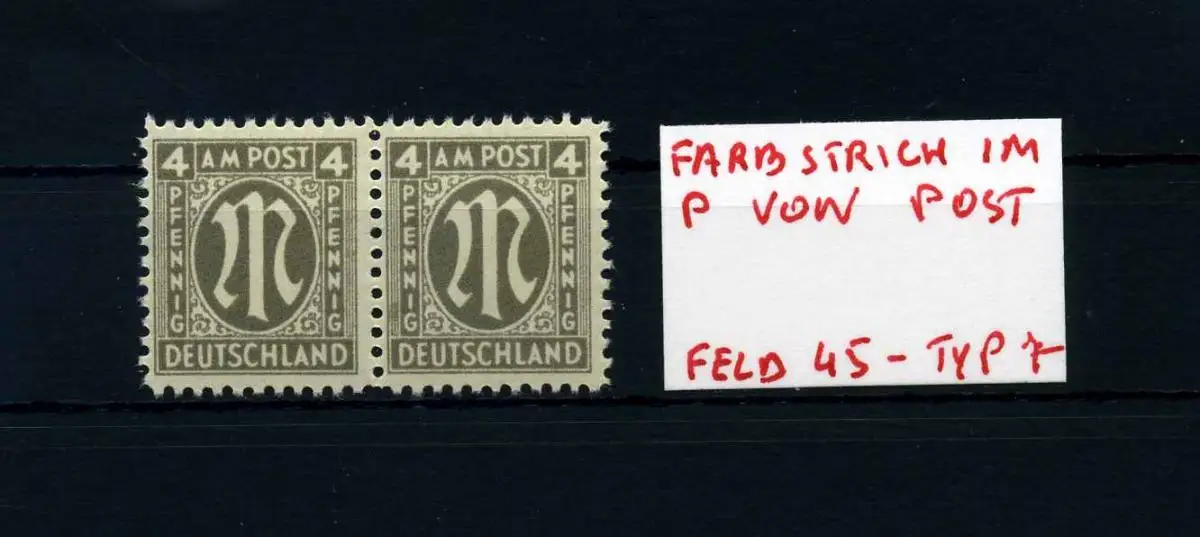 4 AM POST 4
PFENNIG
M
PFENNIG
DEUTSCHLAND
4 AM POST 4
PFENNIG
M
PFENNIG
DEUTSCHLAND
FARBSTRICH IM
P VON POST
FELD 45 - TYP 7